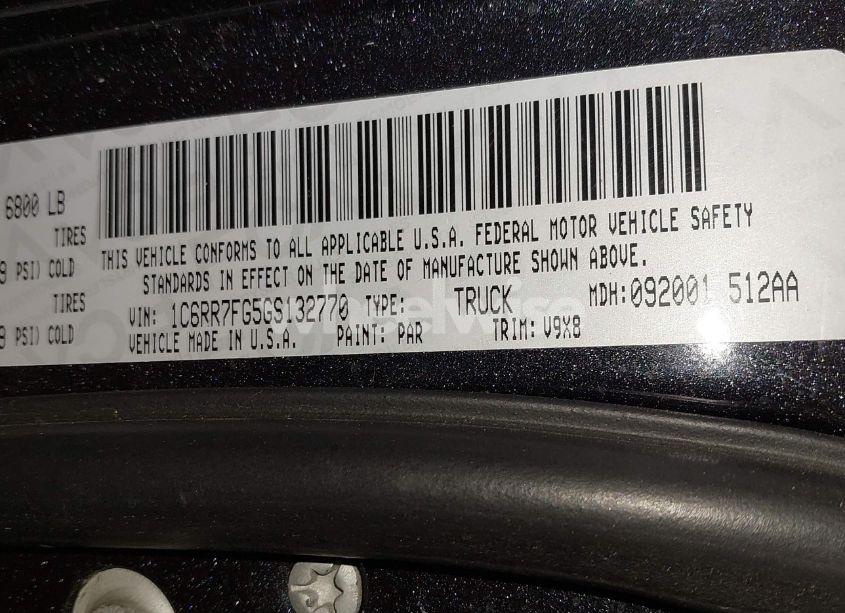 6800 LB
TIRES
PSI) COLD
TIRES
PSI) COLD
THIS VEHICLE CONFORMS TO ALL APPLICABLE U.S.A. FEDERAL MOTOR VEHICLE SAFETY
STANDARDS IN EFFECT ON THE DATE OF MANUFACTURE SHOWN ABOVE.
VIN: 1C6RR7FG5GS132770 TYPE: TRUCK MDH:092001 512AA
VEHICLE MADE IN U.S.A. PAINT: PAR TRIM: V9X8
wheelwise